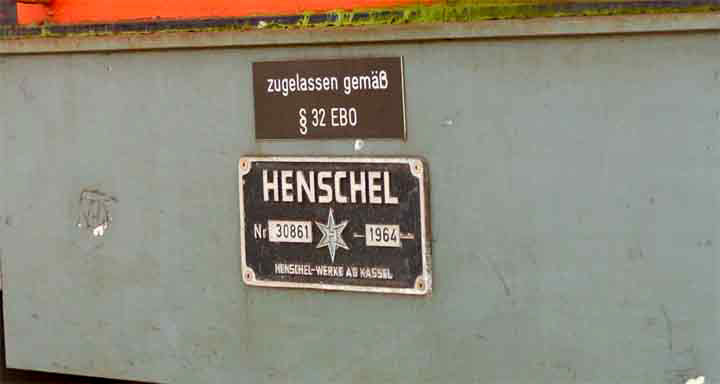 zugelassen gemäß
§ 32 EBO
HENSCHEL
Nr 30861 – 1964 –
HENSCHEL-WERKE AG KASSEL